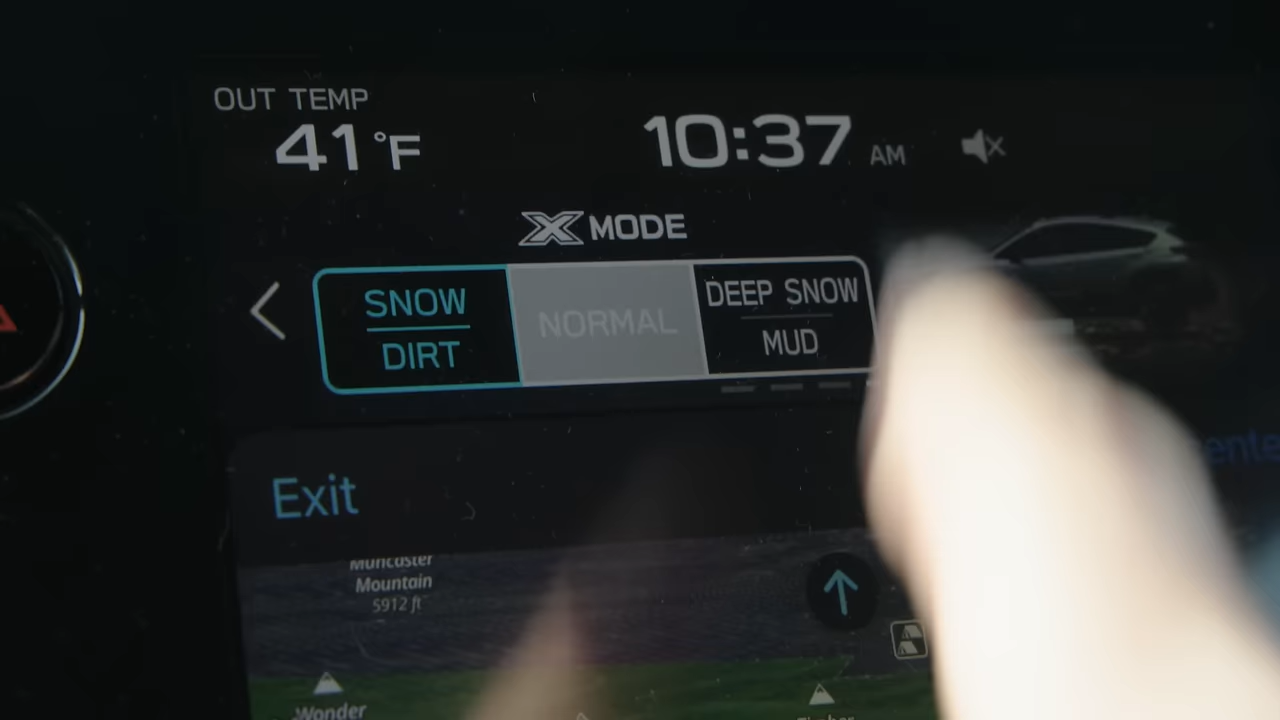 OUT TEMP
41°F
10:37 AM
X MODE
SNOW
DIRT
NORMAL
DEEP SNOW
MUD
Exit
Muncaster
Mountain
5912 ft
Wonder